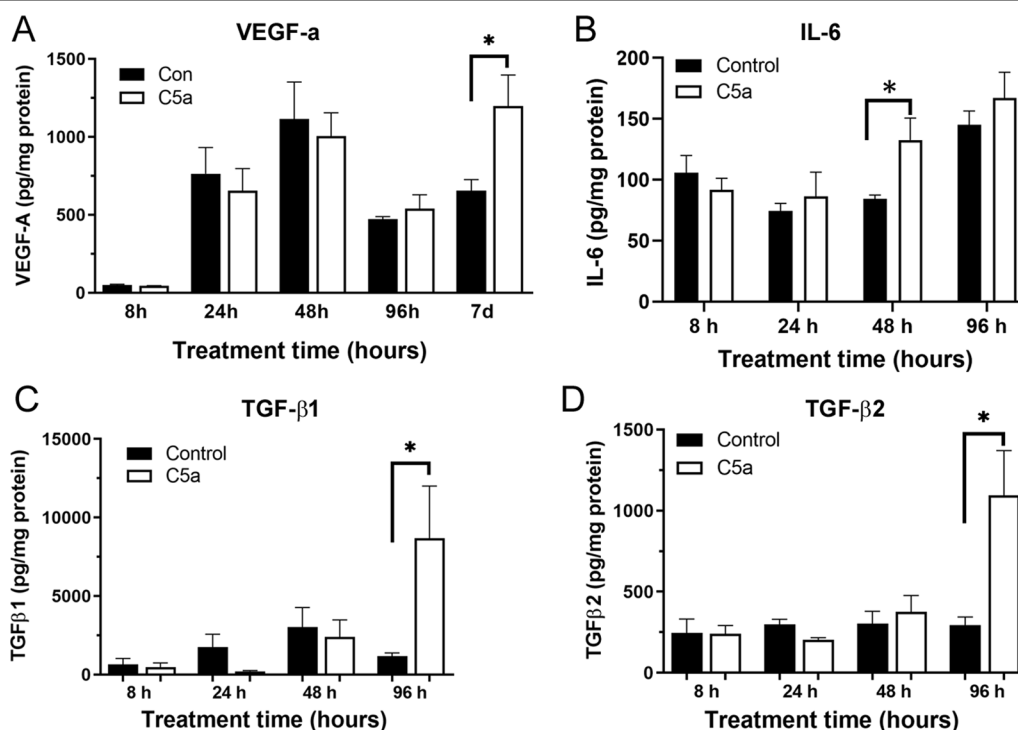 A
VEGF-a
VEGF-A (pg/mg protein)
1500
1000
500
0
Con
C5a
*
8h 24h 48h 96h 7d
Treatment time (hours)
B
IL-6
IL-6 (pg/mg protein)
200
150
100
50
0
Control
C5a
*
8 h 24 h 48 h 96 h
Treatment time (hours)
C
TGF-β1
TGFβ1 (pg/mg protein)
15000
10000
5000
0
Control
C5a
*
8 h 24 h 48 h 96 h
Treatment time (hours)
D
TGF-β2
TGFβ2 (pg/mg protein)
1500
1000
500
0
Control
C5a
*
8 h 24 h 48 h 96 h
Treatment time (hours)